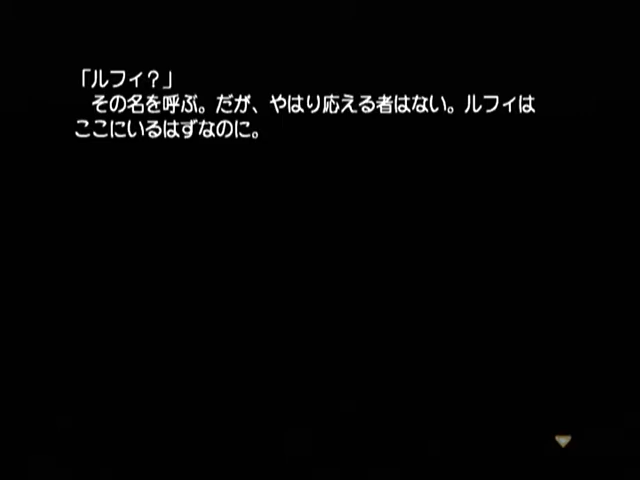 「ルフィ？」
　その名を呼ぶ。だが、やはり応える者はない。ルフィは
ここにいるはずなのに。